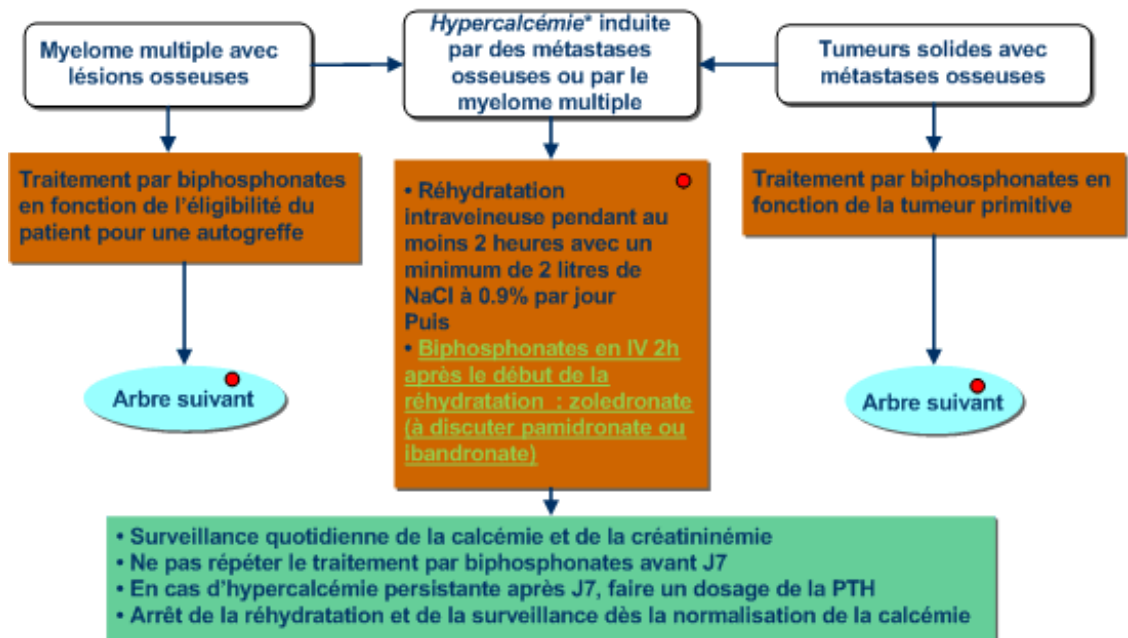 Myelome multiple avec
lésions osseuses
Hypercalcémie* induite
par des métastases
osseuses ou par le
myelome multiple
Tumeurs solides avec
métastases osseuses
Traitement par biphosphonates
en fonction de l'éligibilité du
patient pour une autogreffe
• Réhydratation
intraveineuse pendant au
moins 2 heures avec un
minimum de 2 litres de
NaCl à 0.9% par jour
Puis
• Biphosphonates en IV 2h
après le début de la
réhydratation : zoledronate
(à discuter pamidronate ou
ibandronate)
Traitement par biphosphonates en
fonction de la tumeur primitive
Arbre suivant
Arbre suivant
• Surveillance quotidienne de la calcémie et de la créatininémie
• Ne pas répéter le traitement par biphosphonates avant J7
• En cas d'hypercalcémie persistante après J7, faire un dosage de la PTH
• Arrêt de la réhydratation et de la surveillance dès la normalisation de la calcémie